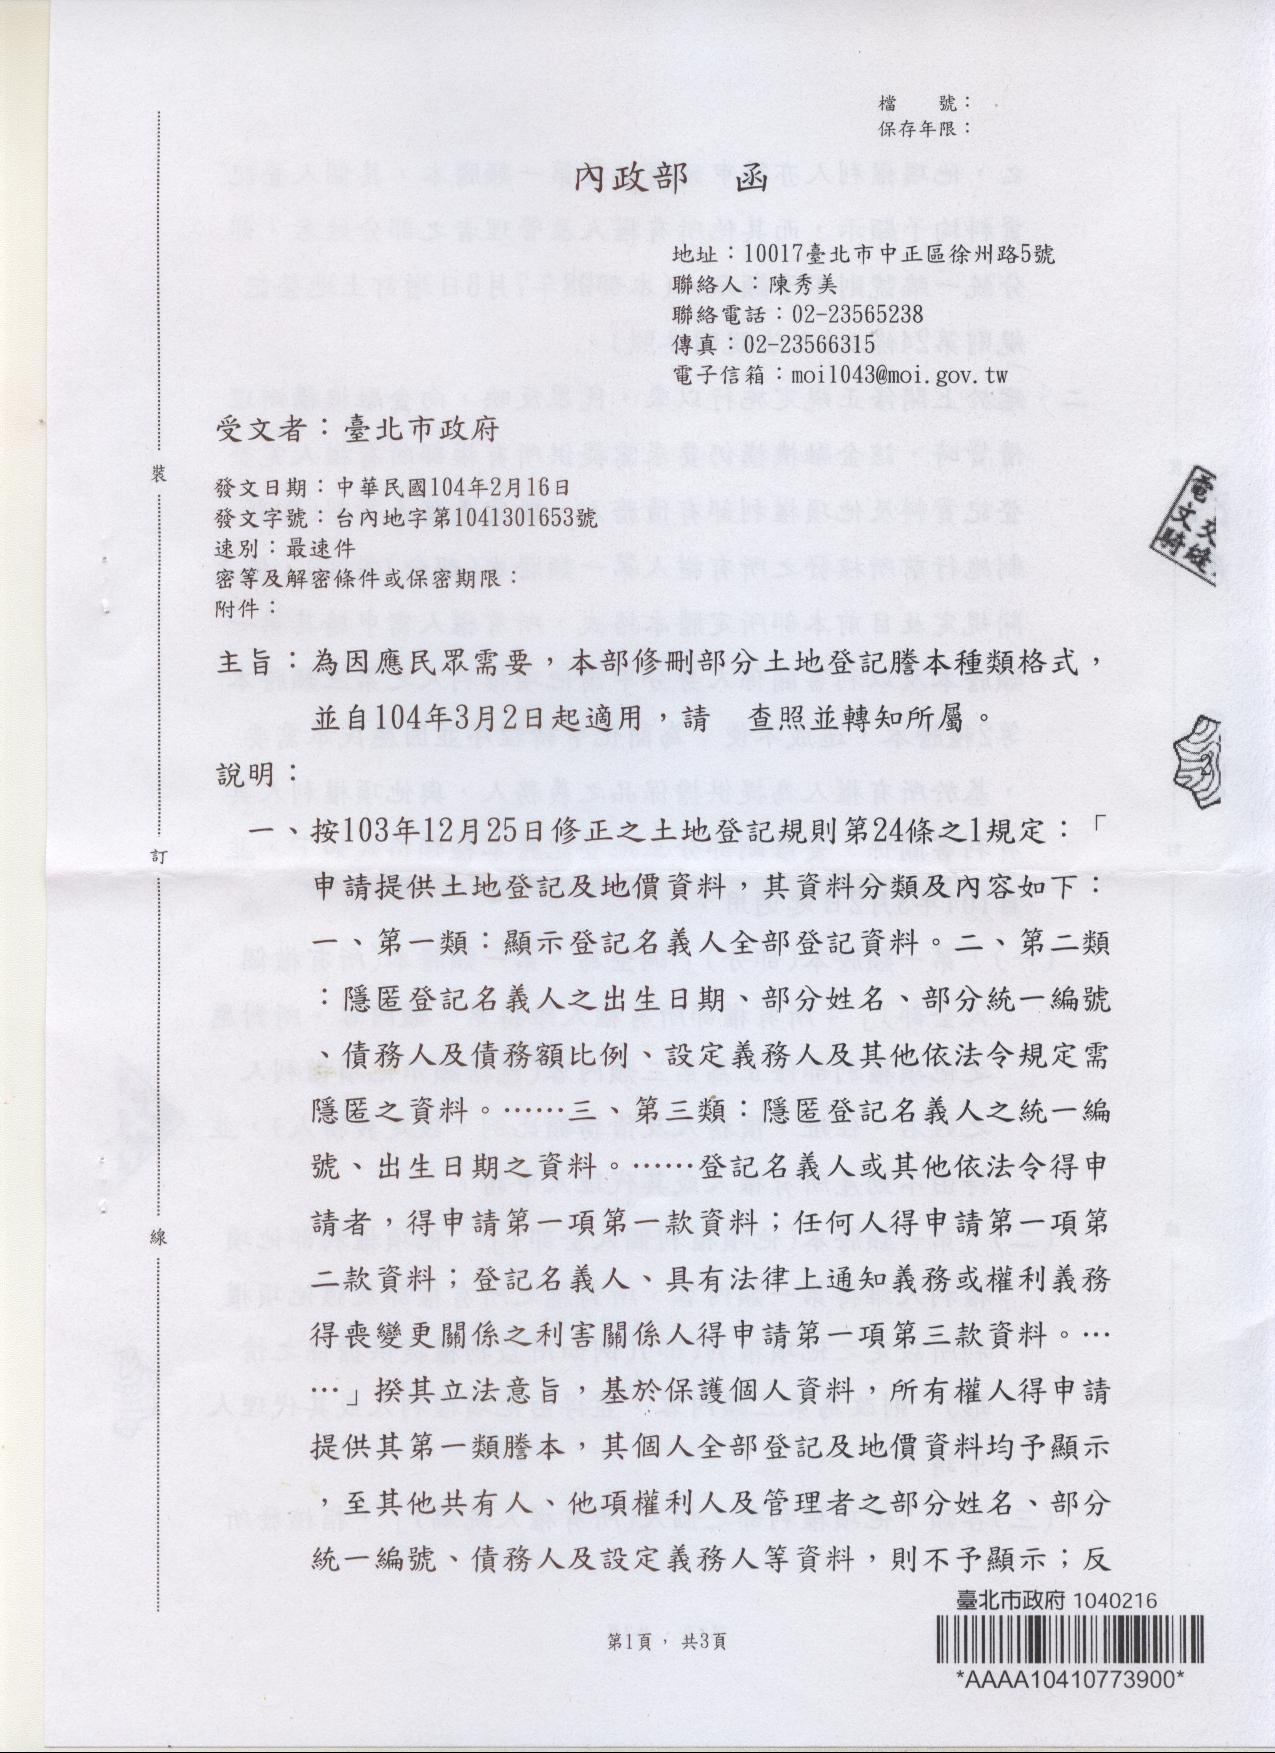 檔　　號：
保存年限：
內政部　函
地址：10017臺北市中正區徐州路5號
聯絡人：陳秀美
聯絡電話：02-23565238
傳真：02-23566315
電子信箱：moi1043@moi.gov.tw
受文者：臺北市政府
發文日期：中華民國104年2月16日
發文字號：台內地字第1041301653號
速別：最速件
密等及解密條件或保密期限：
附件：
主旨：為因應民眾需要，本部修刪部分土地登記謄本種類格式，
並自104年3月2日起適用，請　查照並轉知所屬。
說明：
一、按103年12月25日修正之土地登記規則第24條之1規定：「
申請提供土地登記及地價資料，其資料分類及內容如下：
一、第一類：顯示登記名義人全部登記資料。二、第二類
：隱匿登記名義人之出生日期、部分姓名、部分統一編號
、債務人及債務額比例、設定義務人及其他依法令規定需
隱匿之資料。……三、第三類：隱匿登記名義人之統一編
號、出生日期之資料。……登記名義人或其他依法令得申
請者，得申請第一項第一款資料；任何人得申請第一項第
二款資料；登記名義人、具有法律上通知義務或權利義務
得喪變更關係之利害關係人得申請第一項第三款資料。…
…」揆其立法意旨，基於保護個人資料，所有權人得申請
提供其第一類謄本，其個人全部登記及地價資料均予顯示
，至其他共有人、他項權利人及管理者之部分姓名、部分
統一編號、債務人及設定義務人等資料，則不予顯示；反
裝
訂
線
電交
文
騎縫
臺北市政府 1040216
*AAAA10410773900*
第1頁，共3頁